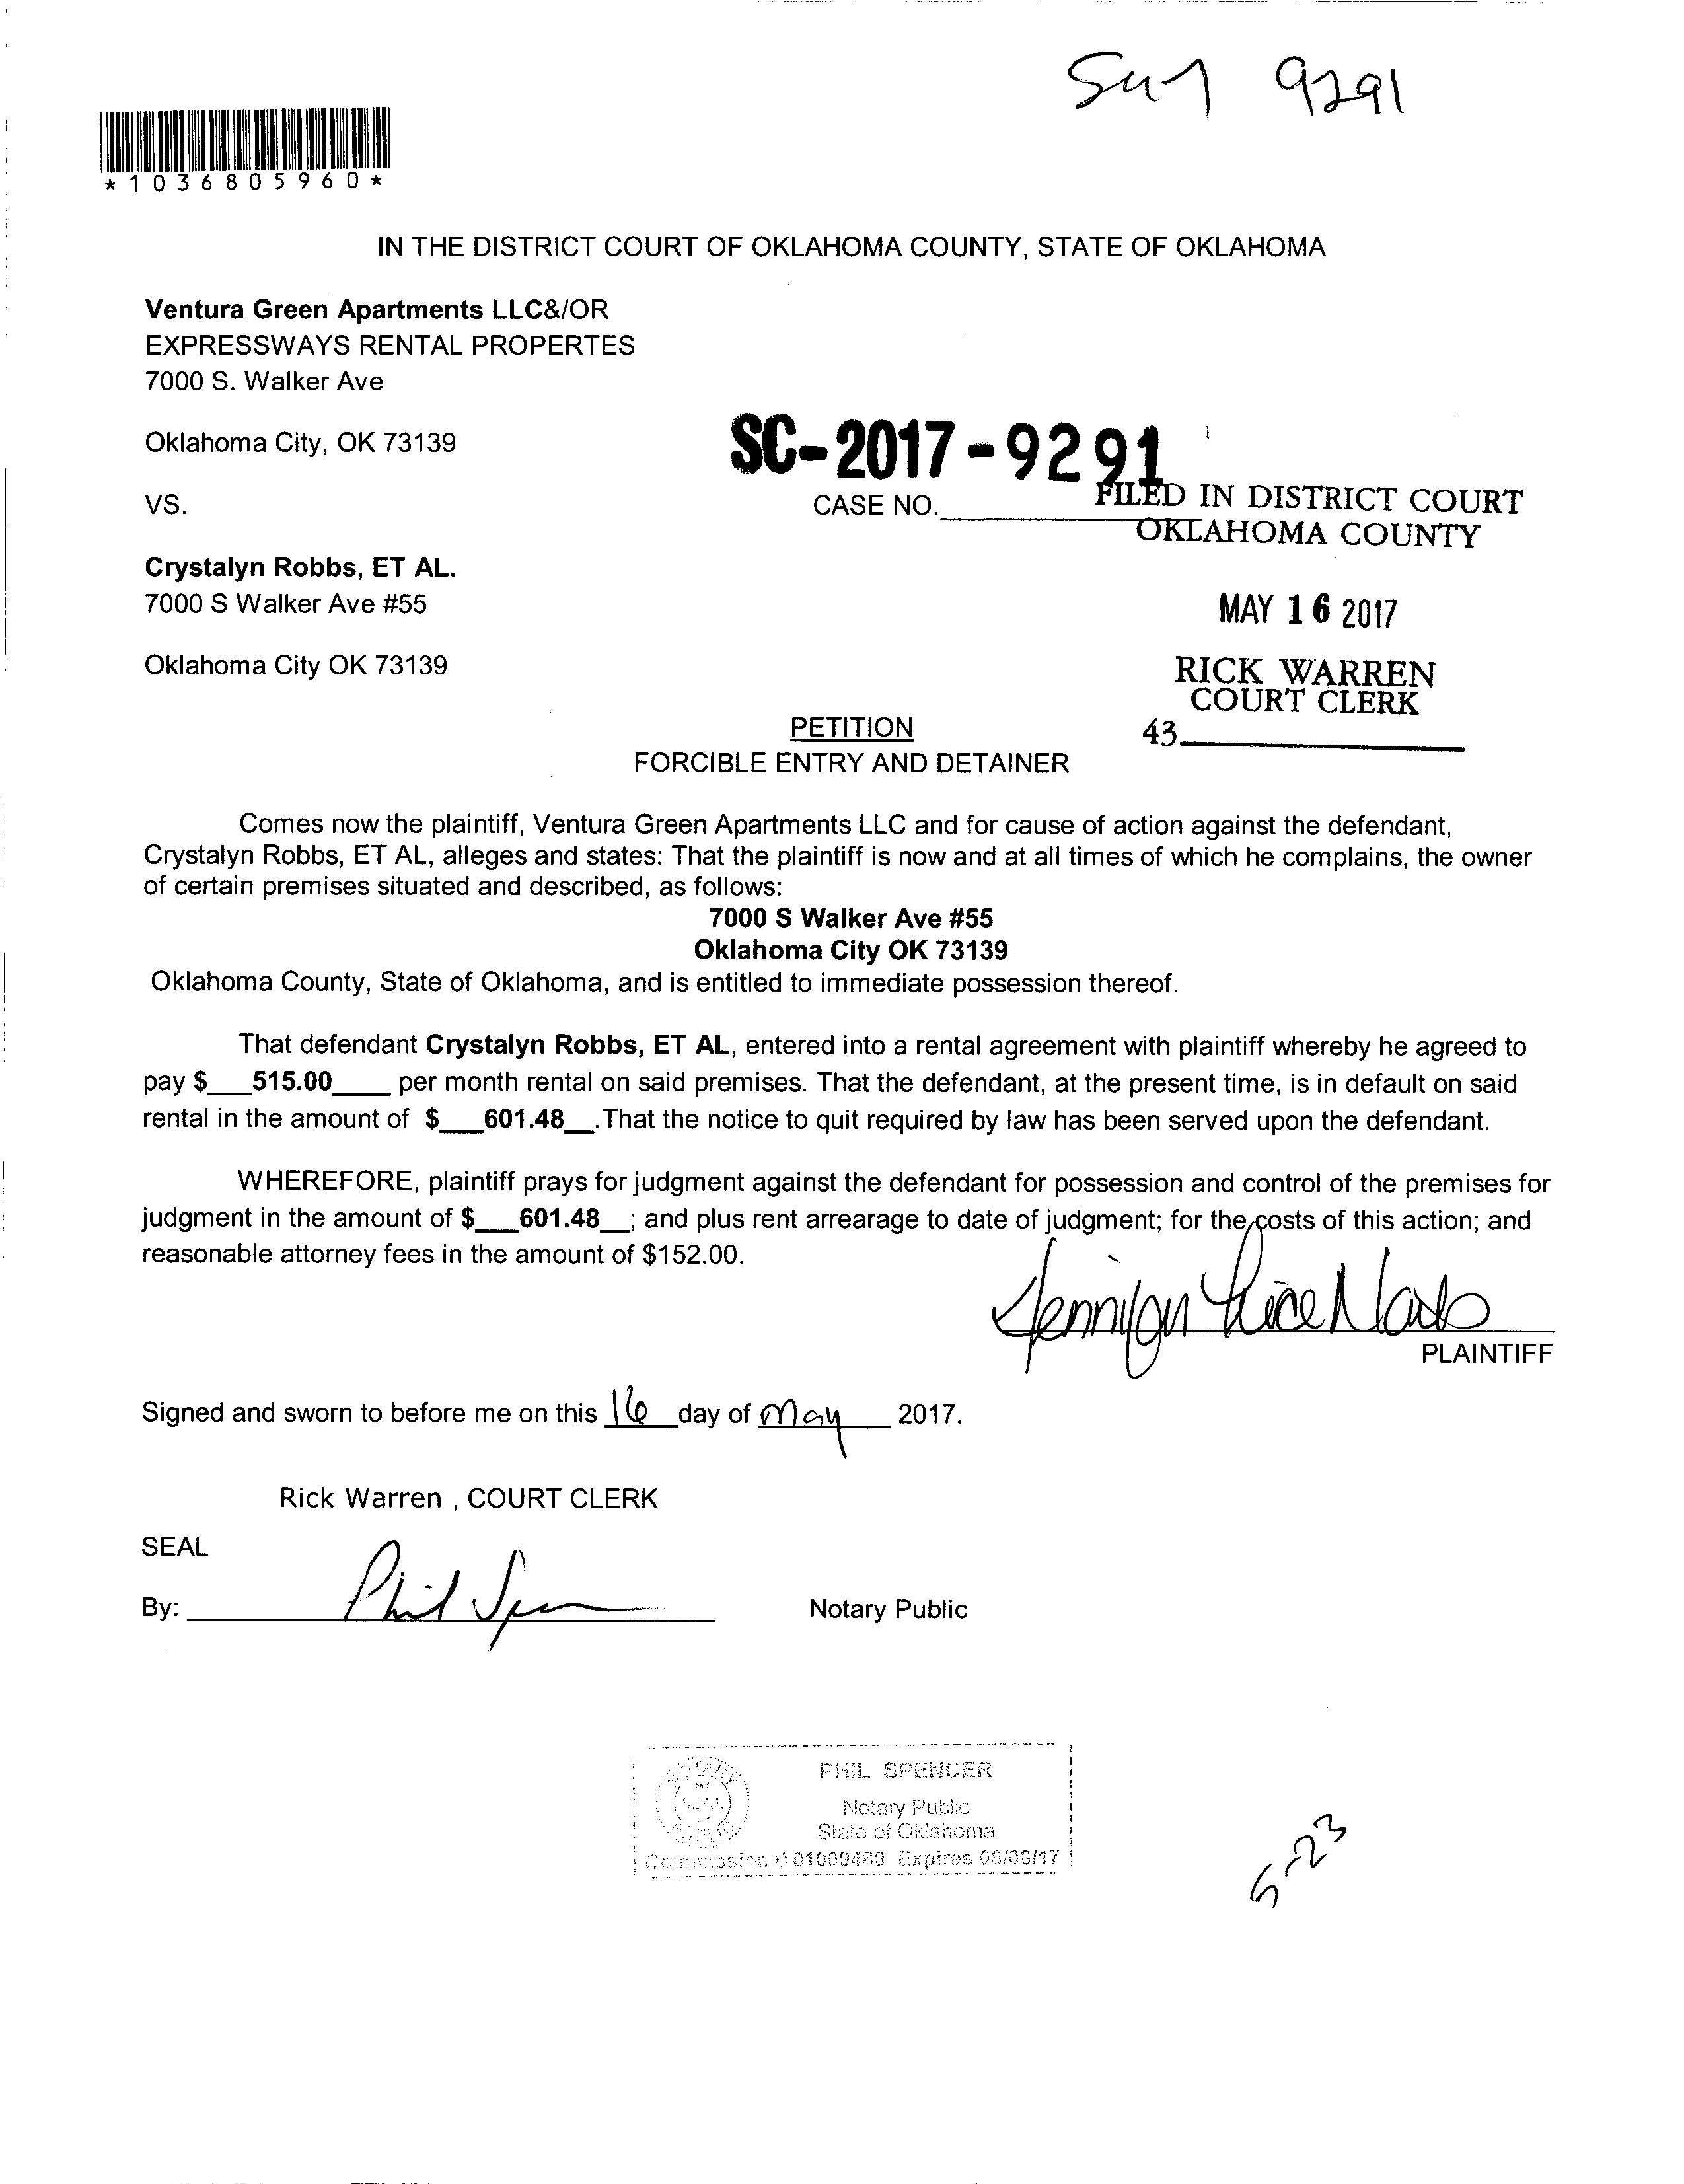 9291
*1036805960*
IN THE DISTRICT COURT OF OKLAHOMA COUNTY, STATE OF OKLAHOMA
Ventura Green Apartments LLC&/OR
EXPRESSWAYS RENTAL PROPERTES
7000 S. Walker Ave
Oklahoma City, OK 73139
SC-2017-9291
VS.
CASE NO.
FILED IN DISTRICT COURT
OKLAHOMA COUNTY
Crystalyn Robbs, ET AL.
7000 S Walker Ave #55
MAY 16 2017
Oklahoma City OK 73139
RICK WARREN
COURT CLERK
43
PETITION
FORCIBLE ENTRY AND DETAINER
Comes now the plaintiff, Ventura Green Apartments LLC and for cause of action against the defendant,
Crystalyn Robbs, ET AL, alleges and states: That the plaintiff is now and at all times of which he complains, the owner
of certain premises situated and described, as follows:
7000 S Walker Ave #55
Oklahoma City OK 73139
Oklahoma County, State of Oklahoma, and is entitled to immediate possession thereof.
That defendant Crystalyn Robbs, ET AL, entered into a rental agreement with plaintiff whereby he agreed to
pay $___515.00____ per month rental on said premises. That the defendant, at the present time, is in default on said
rental in the amount of $___601.48__.That the notice to quit required by law has been served upon the defendant.
WHEREFORE, plaintiff prays for judgment against the defendant for possession and control of the premises for
judgment in the amount of $___601.48__; and plus rent arrearage to date of judgment; for the costs of this action; and
reasonable attorney fees in the amount of $152.00.
PLAINTIFF
Signed and sworn to before me on this 16 day of May 2017.
Rick Warren , COURT CLERK
SEAL
By: Phil Spencer
Notary Public
PHIL SPENCER
Notary Public
State of Oklahoma
Commission # 01009480 Expires 06/08/17
5-23